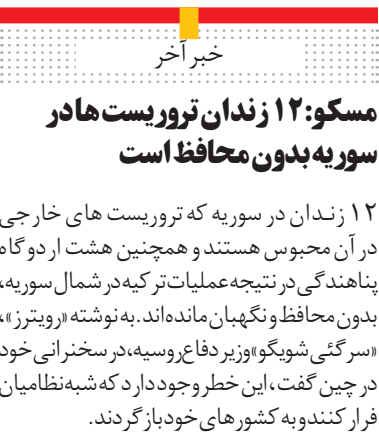 خبر آخر
مسکو: ۱۲ زندان تروریست‌ها در
سوریه بدون محافظ است
۱۲ زندان در سوریه که تروریست های خارجی
در آن محبوس هستند و همچنین هشت اردوگاه
پناهندگی در نتیجه عملیات ترکیه در شمال سوریه،
بدون محافظ و نگهبان مانده‌اند. به نوشته «رویترز»،
«سرگئی شویگو» وزیر دفاع روسیه، در سخنرانی خود
در چین گفت، این خطر وجود دارد که شبه‌نظامیان
فرار کنند و به کشورهای خود بازگردند.